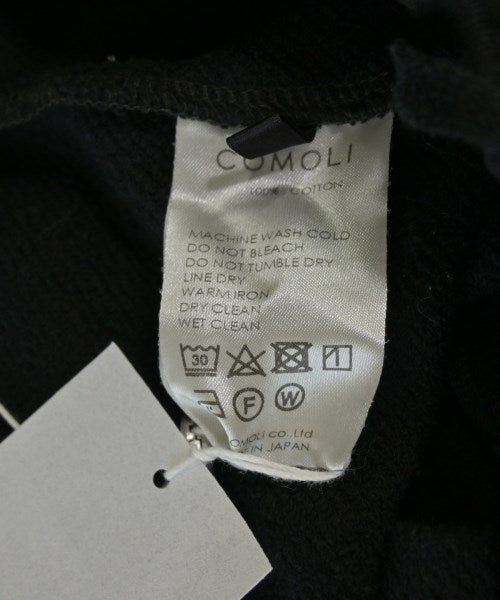 COMOLI
100% COTTON
MACHINE WASH COLD
DO NOT BLEACH
DO NOT TUMBLE DRY
LINE DRY
WARM IRON
DRY CLEAN
WET CLEAN
30
F W
OMOLI co.,Ltd
E IN JAPAN